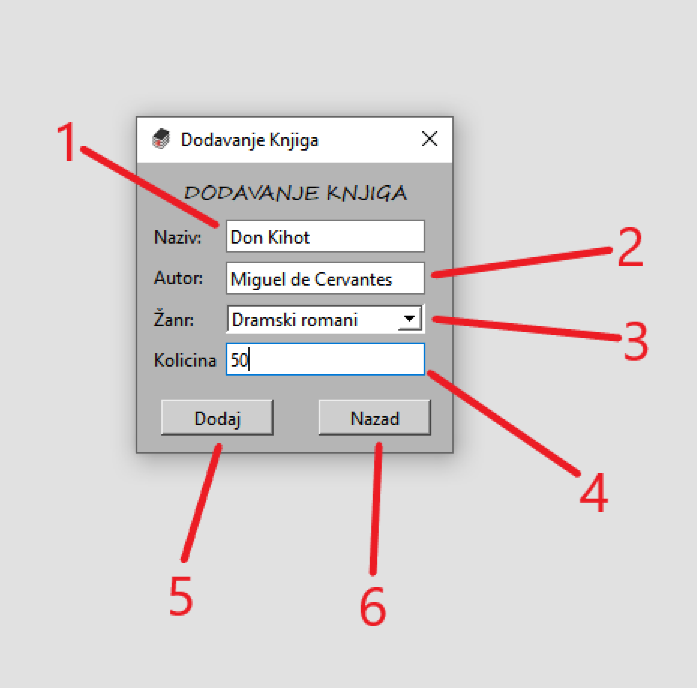 1
Dodavanje Knjiga
DODAVANJE KNJIGA
Naziv: Don Kihot
2
Autor: Miguel de Cervantes
Žanr: Dramski romani
3
Kolicina 50
Dodaj Nazad
4
5
6